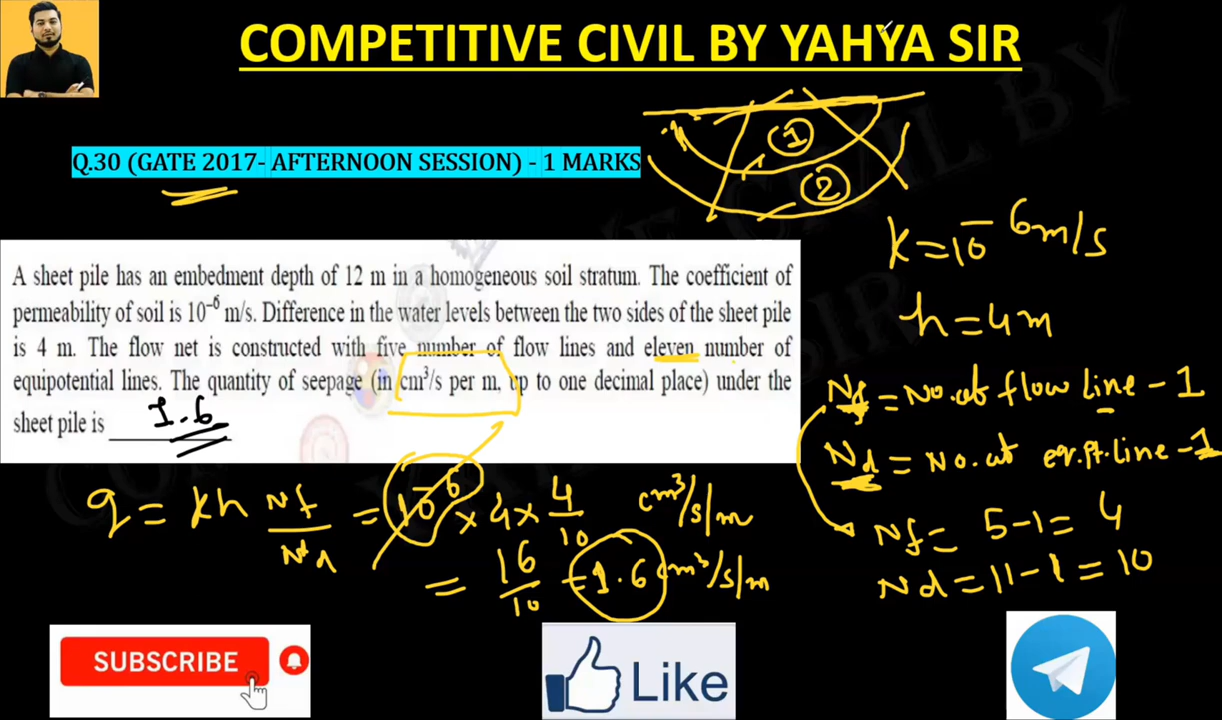 COMPETITIVE CIVIL BY YAHYA SIR
Q.30 (GATE 2017- AFTERNOON SESSION) - 1 MARKS
1
2
A sheet pile has an embedment depth of 12 m in a homogeneous soil stratum. The coefficient of
permeability of soil is 10⁻⁶ m/s. Difference in the water levels between the two sides of the sheet pile
is 4 m. The flow net is constructed with five number of flow lines and eleven number of
equipotential lines. The quantity of seepage (in cm³/s per m, up to one decimal place) under the
sheet pile is 1.6
K = 10⁻⁶ m/s
h = 4m
Nf = No. of flow line - 1
Nd = No. of eq.pt. line - 1
Nf = 5-1 = 4
Nd = 11-1 = 10
q = kh Nf/Nd = 10⁻⁶ × 4 × 4/10 cm³/s/m
= 16/10 = 1.6 cm³/s/m
SUBSCRIBE
Like